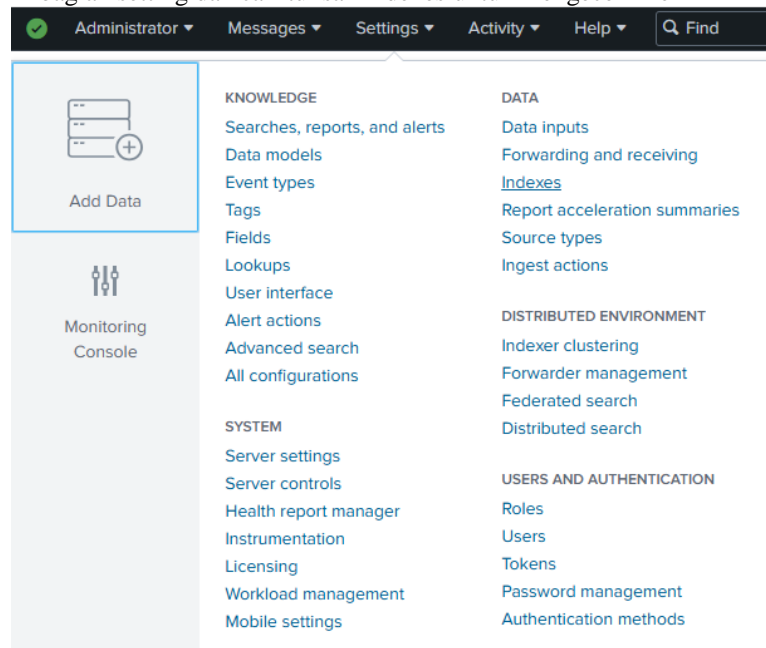 Administrator Messages Settings Activity Help Find
Add Data
Monitoring
Console
KNOWLEDGE
Searches, reports, and alerts
Data models
Event types
Tags
Fields
Lookups
User interface
Alert actions
Advanced search
All configurations
SYSTEM
Server settings
Server controls
Health report manager
Instrumentation
Licensing
Workload management
Mobile settings
DATA
Data inputs
Forwarding and receiving
Indexes
Report acceleration summaries
Source types
Ingest actions
DISTRIBUTED ENVIRONMENT
Indexer clustering
Forwarder management
Federated search
Distributed search
USERS AND AUTHENTICATION
Roles
Users
Tokens
Password management
Authentication methods